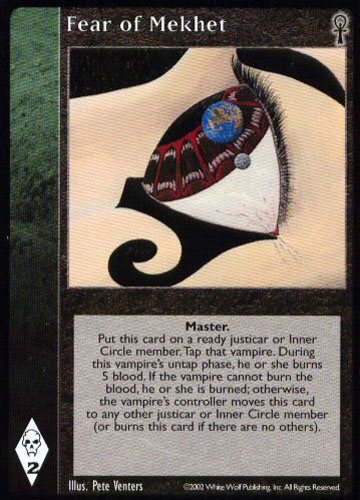 Fear of Mekhet
Master.
Put this card on a ready justicar or Inner
Circle member. Tap that vampire. During
this vampire's untap phase, he or she burns
5 blood. If the vampire cannot burn the
blood, he or she is burned; otherwise,
the vampire's controller moves this card
to any other justicar or Inner Circle member
(or burns this card if there are no others).
2
Illus. Pete Venters
©2002 White Wolf Publishing, Inc. All Rights Reserved.